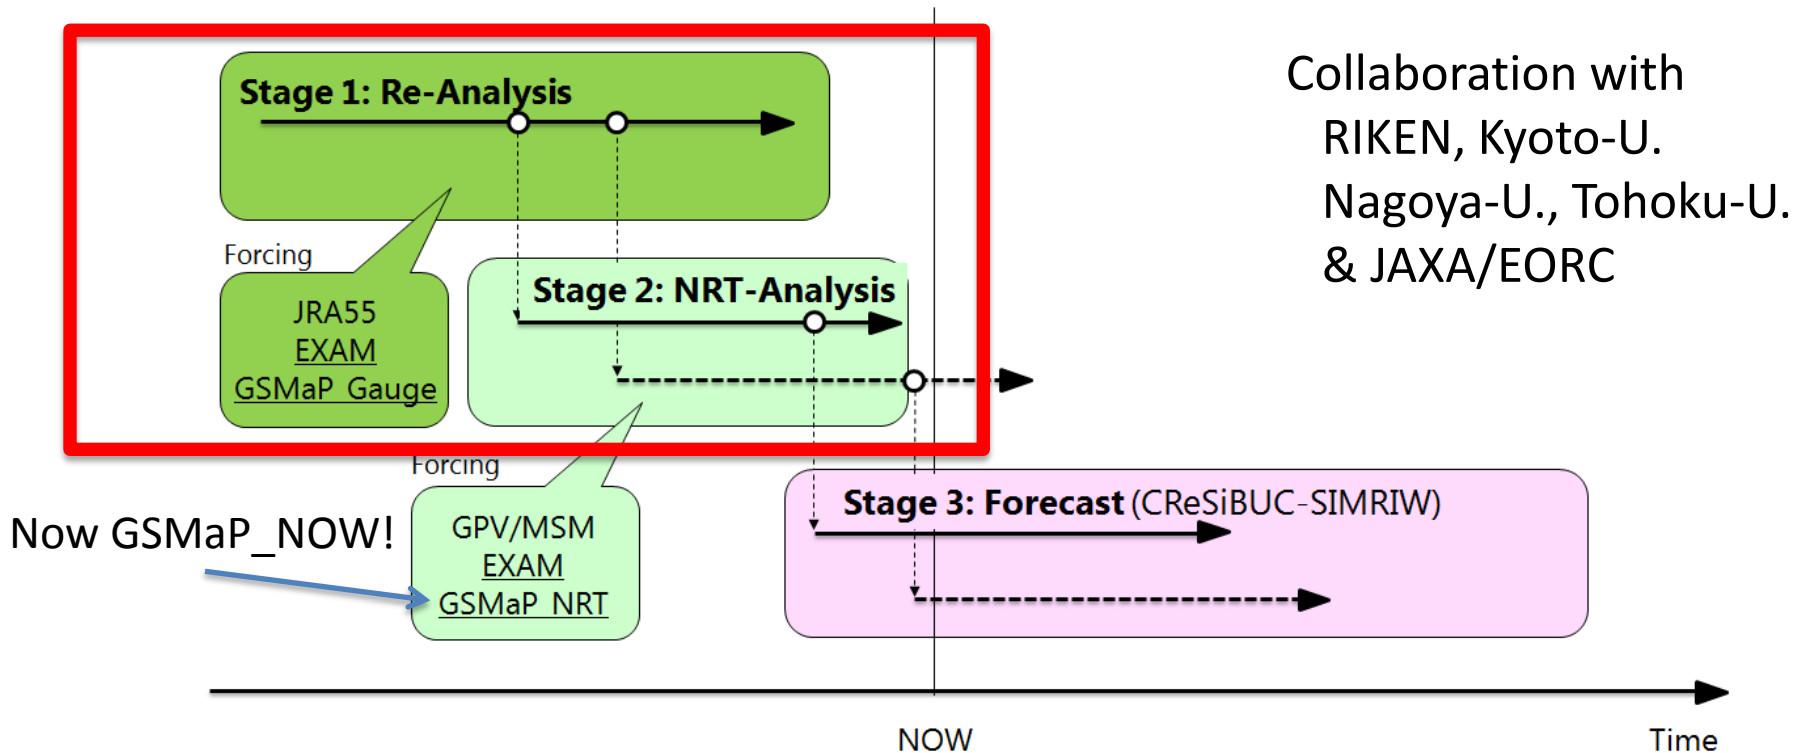 Stage 1: Re-Analysis
Collaboration with
RIKEN, Kyoto-U.
Nagoya-U., Tohoku-U.
& JAXA/EORC
Forcing
JRA55
EXAM
GSMaP_Gauge
Stage 2: NRT-Analysis
Forcing
Now GSMaP_NOW!
GPV/MSM
EXAM
GSMaP_NRT
Stage 3: Forecast (CReSiBUC-SIMRIW)
NOW
Time